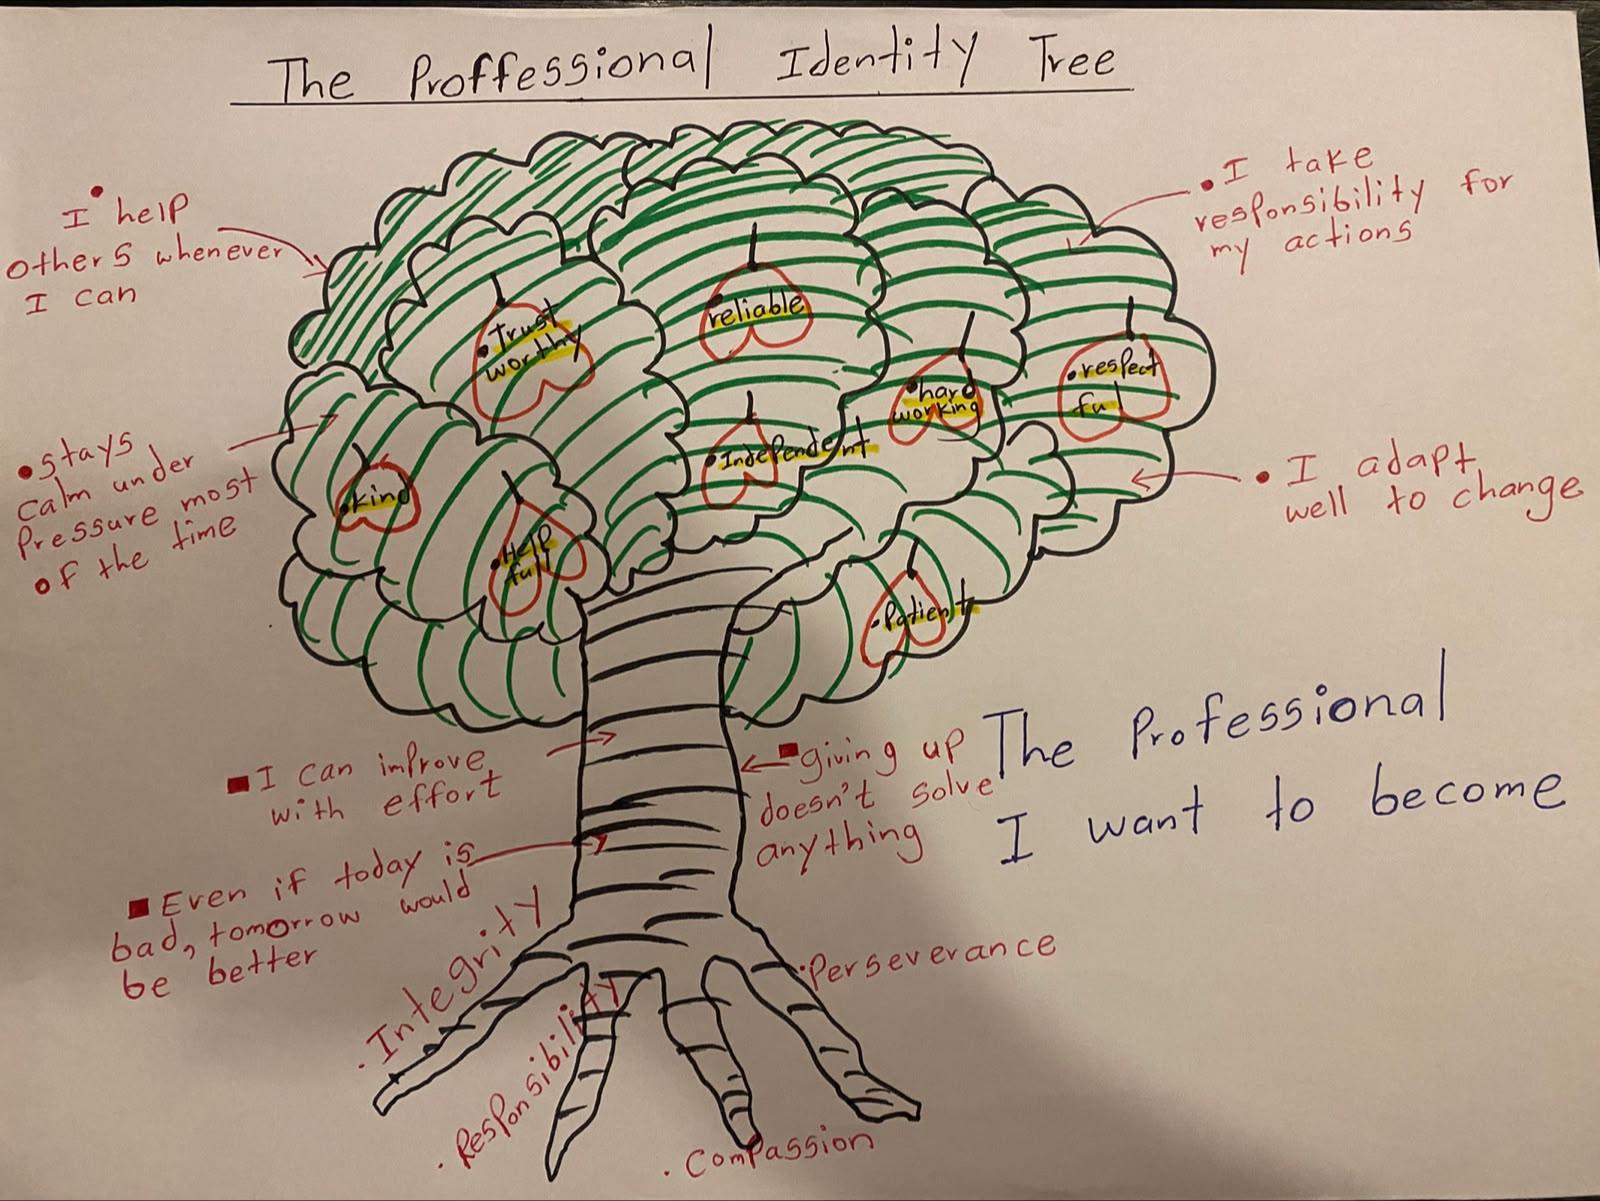 The Proffessional Identity Tree
• I help
others whenever
I can
• I take
responsibility for
my actions
• Trust
worthy
reliable
• hard
working
• respect
ful
• stays
calm under
Pressure most
of the time
• kind
• Help
full
• Independent
• I adapt
well to change
• Patient
The Professional
I want to become
■ I can improve
with effort
■ giving up
doesn't solve
anything
■ Even if today is
bad, tomorrow would
be better
• Integrity
• Responsibility
• Compassion
• Perseverance